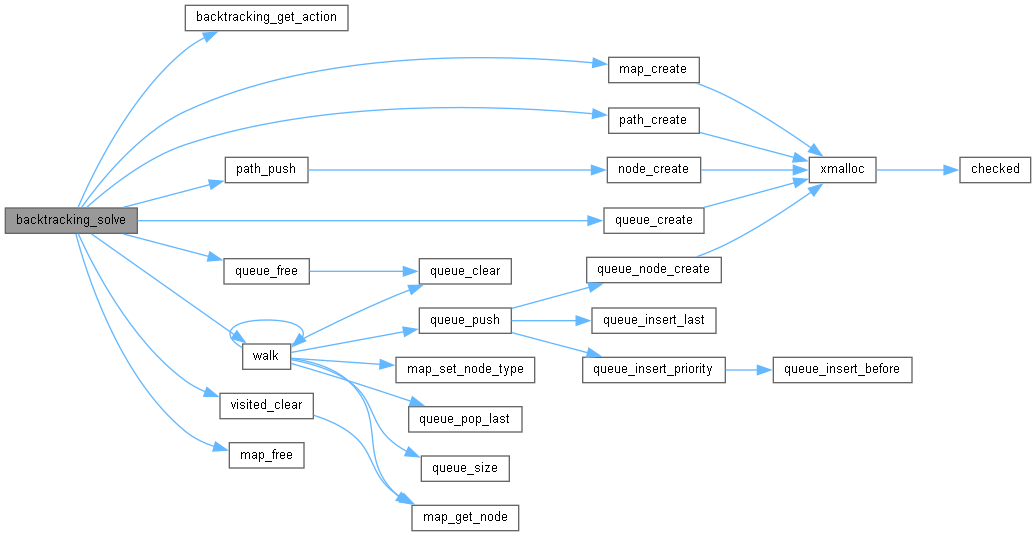 backtracking_get_action
map_create
path_create
path_push
node_create
xmalloc
checked
backtracking_solve
queue_create
queue_free
queue_clear
queue_node_create
queue_push
queue_insert_last
walk
map_set_node_type
queue_insert_priority
queue_insert_before
visited_clear
queue_pop_last
map_free
queue_size
map_get_node